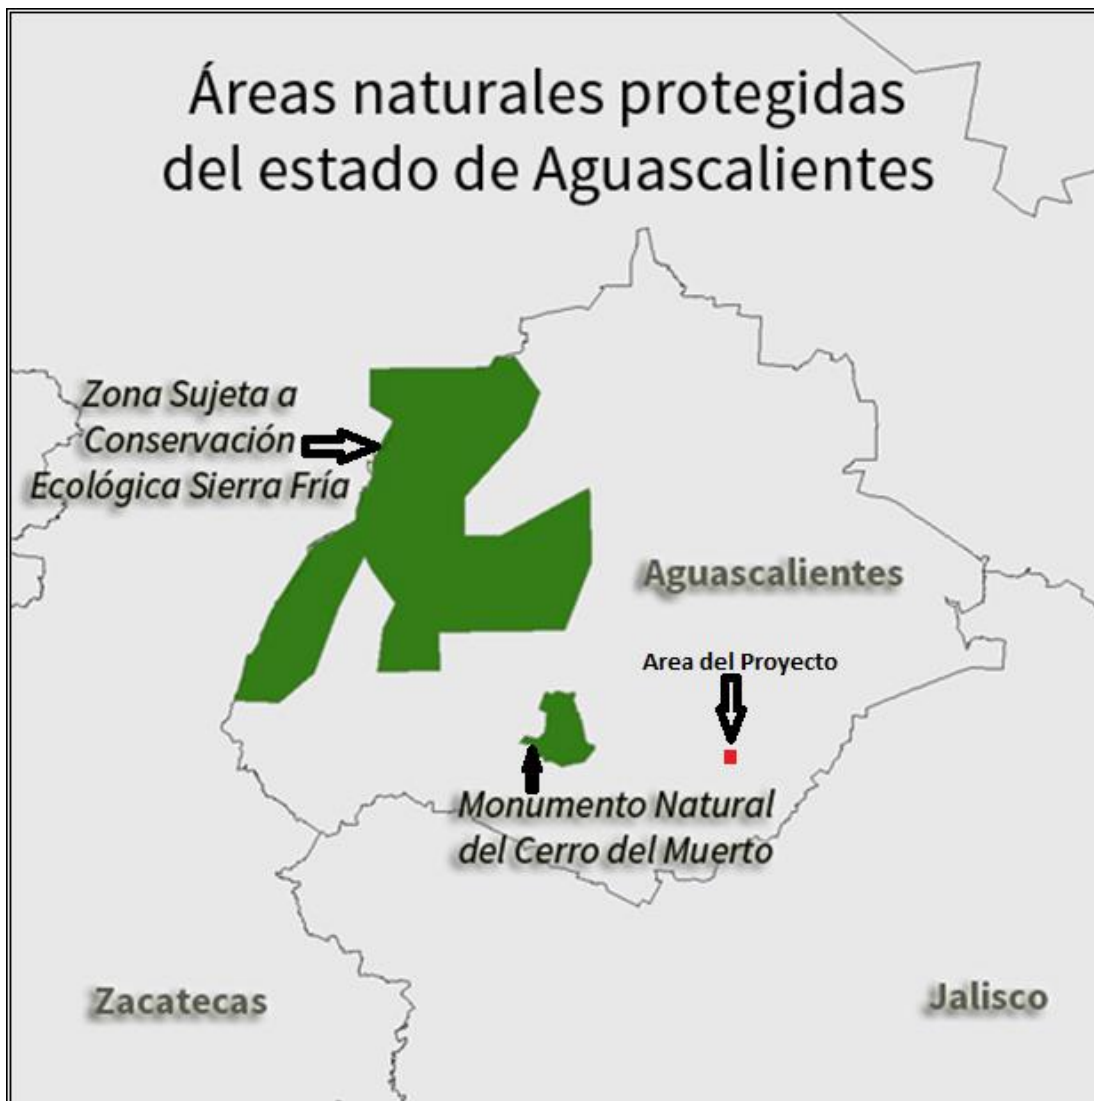 Áreas naturales protegidas
del estado de Aguascalientes
Zona Sujeta a
Conservación
Ecológica Sierra Fría
Aguascalientes
Area del Proyecto
Monumento Natural
del Cerro del Muerto
Zacatecas
Jalisco